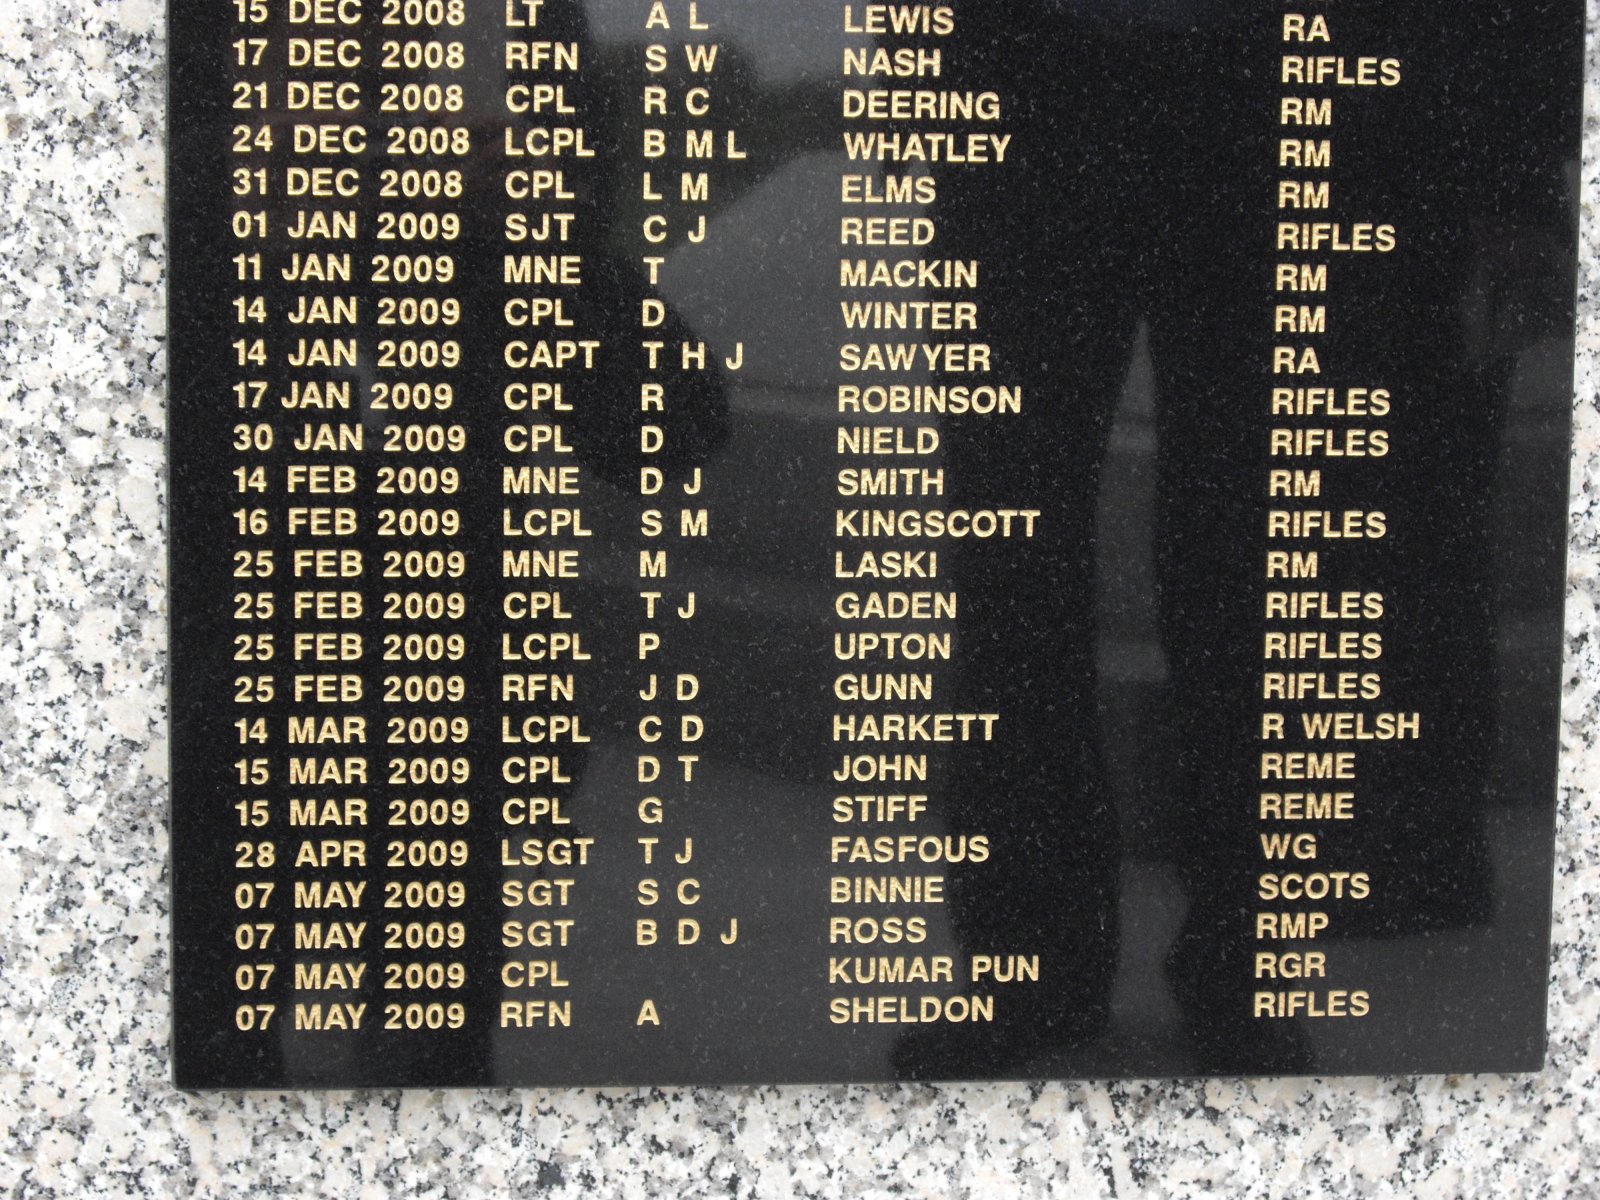 15 DEC 2008 LT A L LEWIS RA
17 DEC 2008 RFN S W NASH RIFLES
21 DEC 2008 CPL R C DEERING RM
24 DEC 2008 LCPL B M L WHATLEY RM
31 DEC 2008 CPL L M ELMS RM
01 JAN 2009 SJT C J REED RIFLES
11 JAN 2009 MNE T MACKIN RM
14 JAN 2009 CPL D WINTER RM
14 JAN 2009 CAPT T H J SAWYER RA
17 JAN 2009 CPL R ROBINSON RIFLES
30 JAN 2009 CPL D NIELD RIFLES
14 FEB 2009 MNE D J SMITH RM
16 FEB 2009 LCPL S M KINGSCOTT RIFLES
25 FEB 2009 MNE M LASKI RM
25 FEB 2009 CPL T J GADEN RIFLES
25 FEB 2009 LCPL P UPTON RIFLES
25 FEB 2009 RFN J D GUNN RIFLES
14 MAR 2009 LCPL C D HARKETT R WELSH
15 MAR 2009 CPL D T JOHN REME
15 MAR 2009 CPL G STIFF REME
28 APR 2009 LSGT T J FASFOUS WG
07 MAY 2009 SGT S C BINNIE SCOTS
07 MAY 2009 SGT B D J ROSS RMP
07 MAY 2009 CPL KUMAR PUN RGR
07 MAY 2009 RFN A SHELDON RIFLES